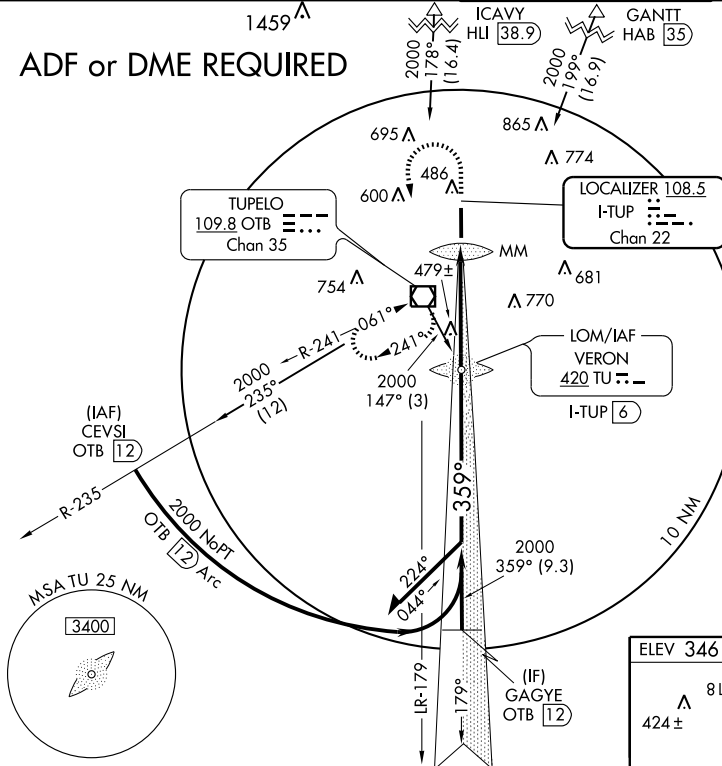 1459
ICAVY
HLI 38.9
GANTT
HAB 35
ADF or DME REQUIRED
2000
178°
(16.4)
2000
199°
(16.9)
695
865
774
486
600
TUPELO
109.8 OTB
Chan 35
LOCALIZER 108.5
I-TUP
Chan 22
MM
754
479±
681
770
R-241
061°
241°
LOM/IAF
VERON
420 TU
I-TUP 6
2000
235°
(12)
2000
147° (3)
(IAF)
CEVSI
OTB 12
R-235
359°
2000 NoPT
OTB 12 Arc
10 NM
2000
359° (9.3)
224°
044°
MSA TU 25 NM
3400
LR-179
179°
(IF)
GAGYE
OTB 12
ELEV 346
8L
424±